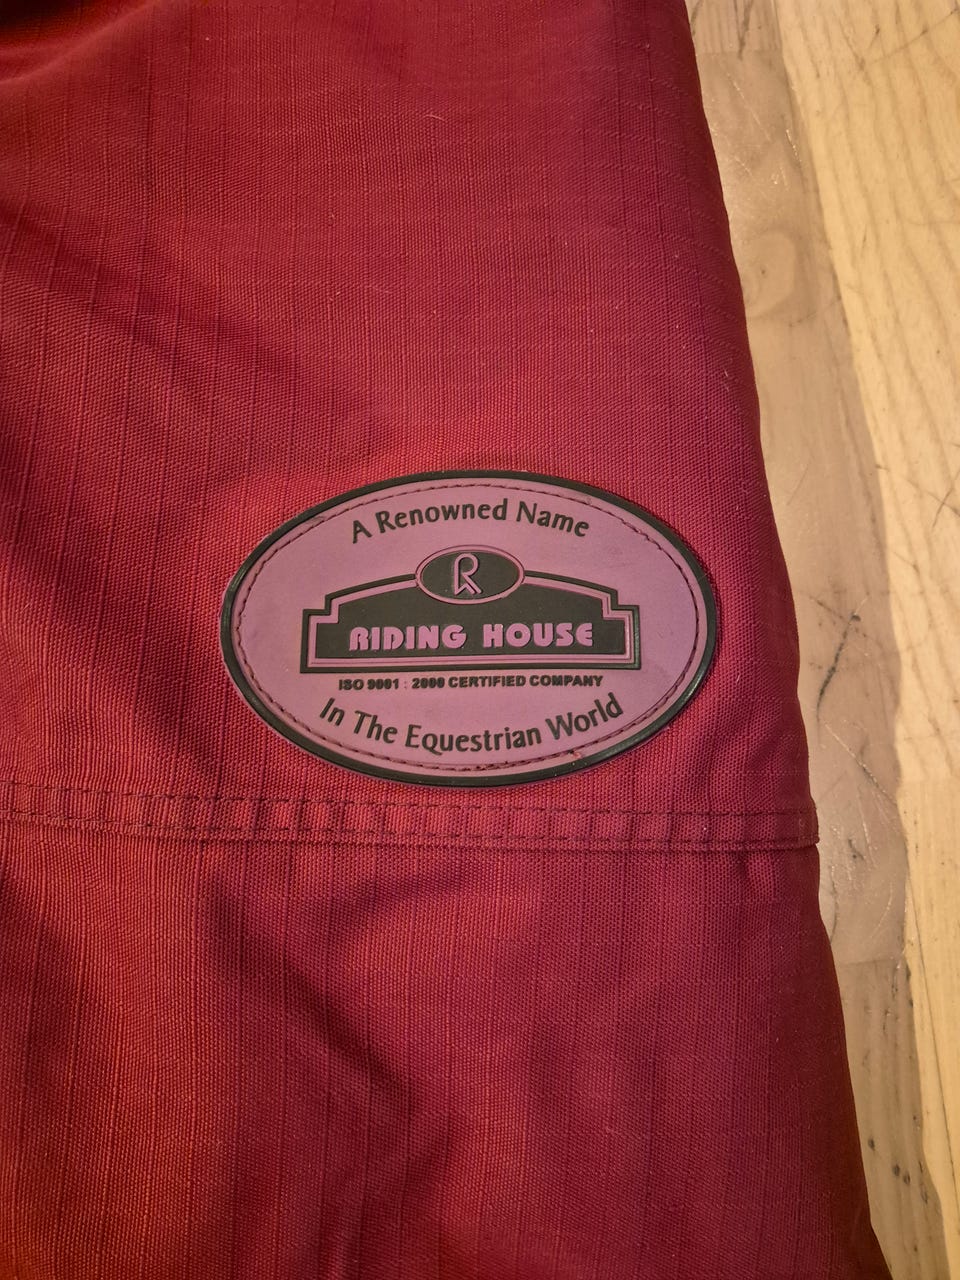 A Renowned Name
R
RIDING HOUSE
ISO 9001 : 2000 CERTIFIED COMPANY
In The Equestrian World